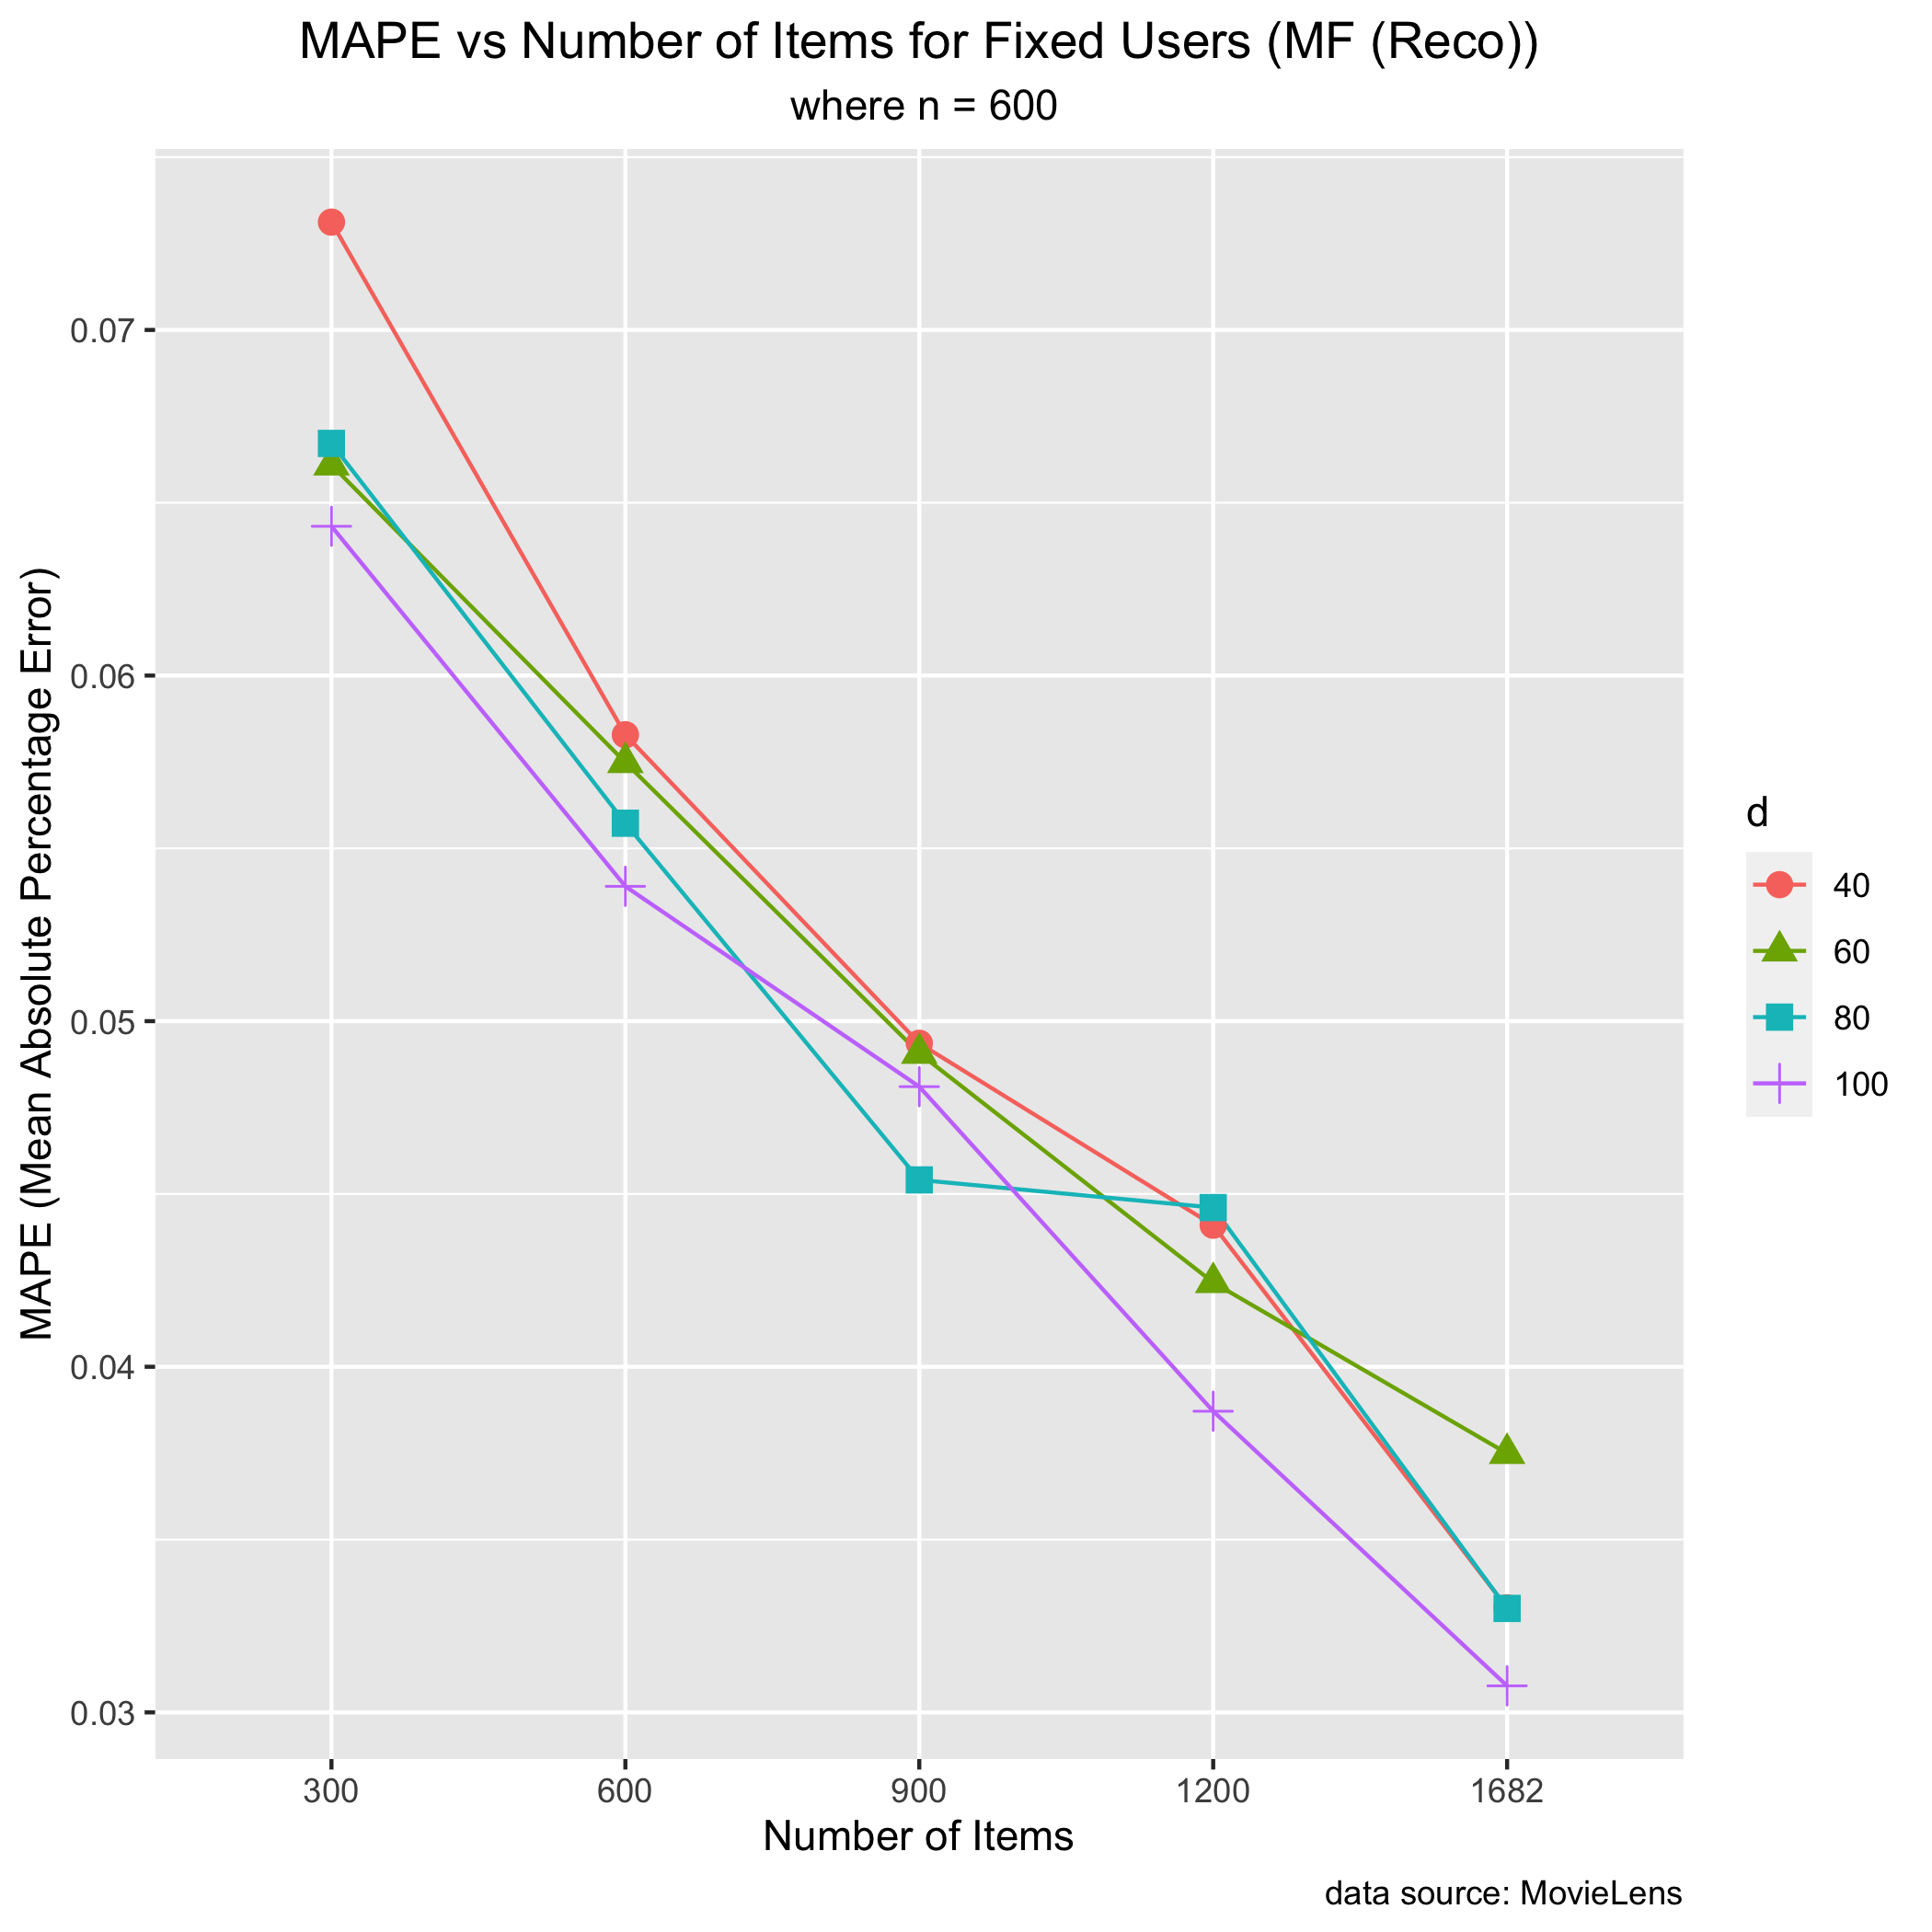 MAPE vs Number of Items for Fixed Users (MF (Reco))
where n = 600
MAPE (Mean Absolute Percentage Error)
0.07
0.06
0.05
0.04
0.03
300 600 900 1200 1682
Number of Items
d
40
60
80
100
data source: MovieLens